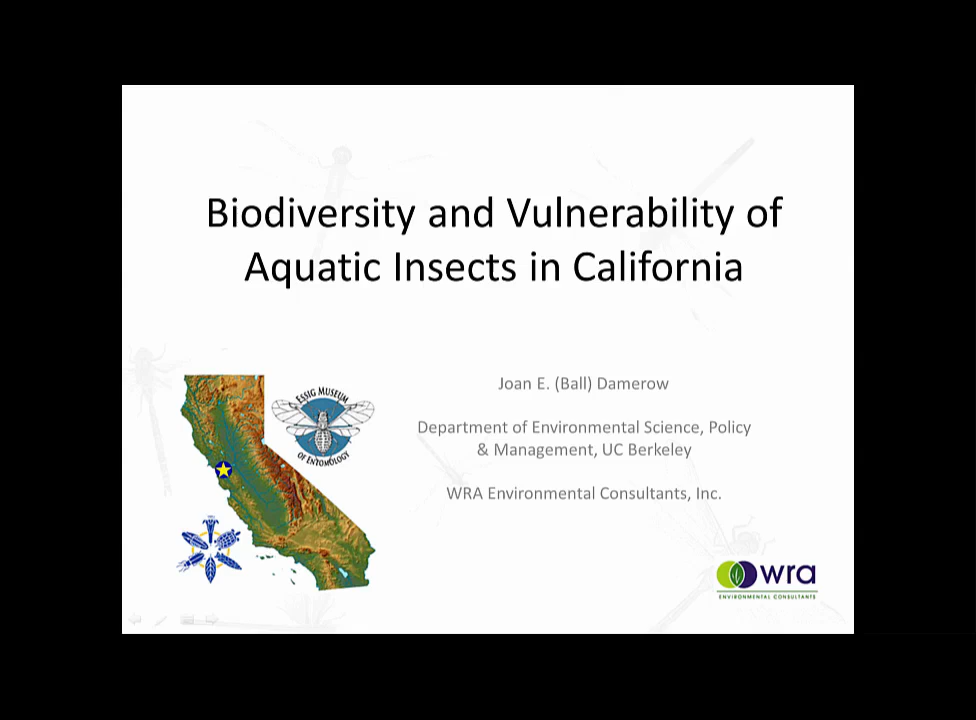 Biodiversity and Vulnerability of
Aquatic Insects in California
Joan E. (Ball) Damerow
Department of Environmental Science, Policy
& Management, UC Berkeley
WRA Environmental Consultants, Inc.
ESSIG MUSEUM
OF ENTOMOLOGY
wra
ENVIRONMENTAL CONSULTANTS